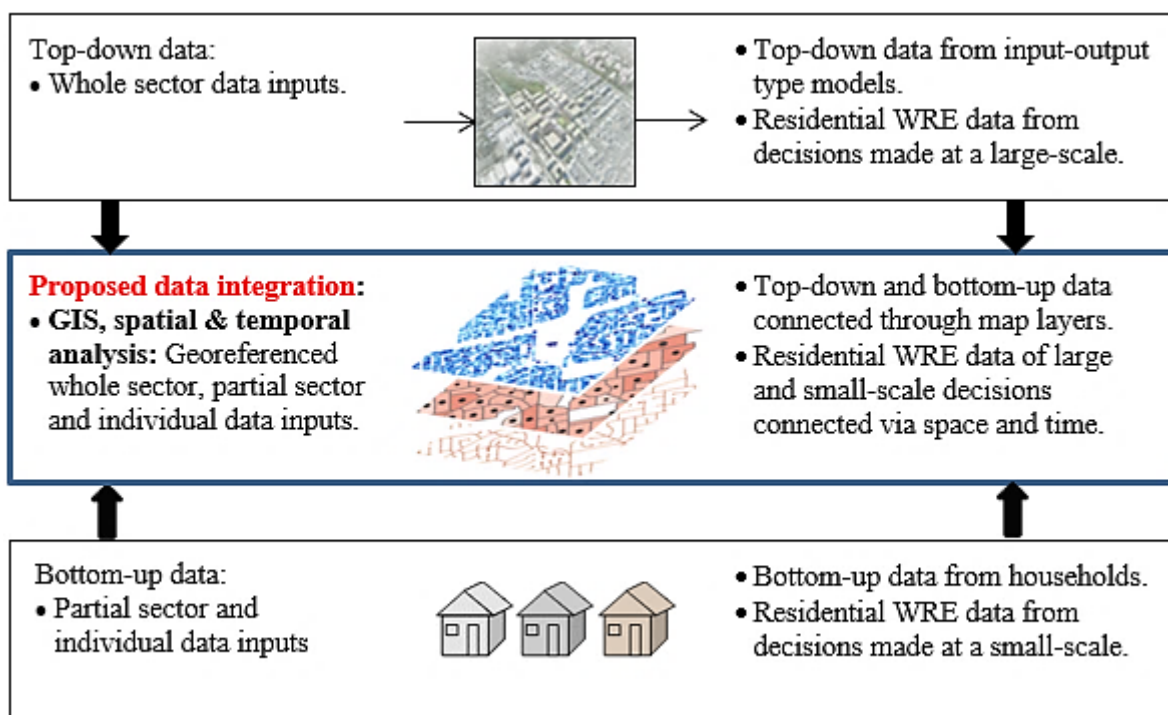 Top-down data:
• Whole sector data inputs.
• Top-down data from input-output
type models.
• Residential WRE data from
decisions made at a large-scale.
Proposed data integration:
• GIS, spatial & temporal
analysis: Georeferenced
whole sector, partial sector
and individual data inputs.
• Top-down and bottom-up data
connected through map layers.
• Residential WRE data of large
and small-scale decisions
connected via space and time.
Bottom-up data:
• Partial sector and
individual data inputs
• Bottom-up data from households.
• Residential WRE data from
decisions made at a small-scale.